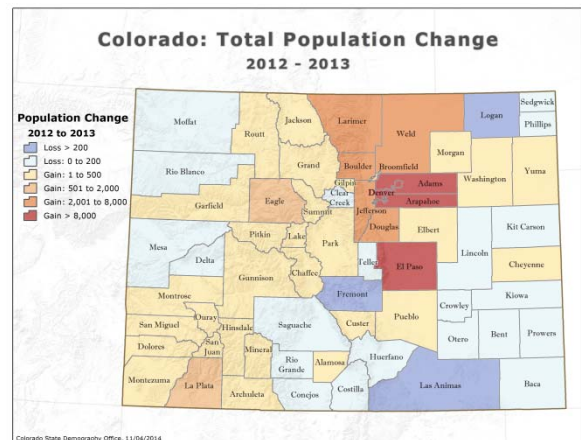 Colorado: Total Population Change
2012 - 2013
Population Change
2012 to 2013
Loss > 200
Loss: 0 to 200
Gain: 1 to 500
Gain: 501 to 2,000
Gain: 2,001 to 8,000
Gain > 8,000
Moffat
Routt
Jackson
Larimer
Weld
Logan
Sedgwick
Phillips
Morgan
Rio Blanco
Grand
Boulder
Broomfield
Washington
Yuma
Gilpin
Denver
Adams
Clear
Creek
Arapahoe
Garfield
Eagle
Summit
Jefferson
Douglas
Elbert
Kit Carson
Pitkin
Lake
Park
Lincoln
Mesa
Delta
Teller
El Paso
Cheyenne
Gunnison
Chaffee
Fremont
Crowley
Kiowa
Montrose
Ouray
Custer
Pueblo
San Miguel
Hinsdale
Saguache
Otero
Bent
Prowers
Dolores
San
Juan
Mineral
Rio
Grande
Alamosa
Huerfano
Montezuma
La Plata
Archuleta
Conejos
Costilla
Las Animas
Baca
Colorado State Demography Office, 11/04/2014